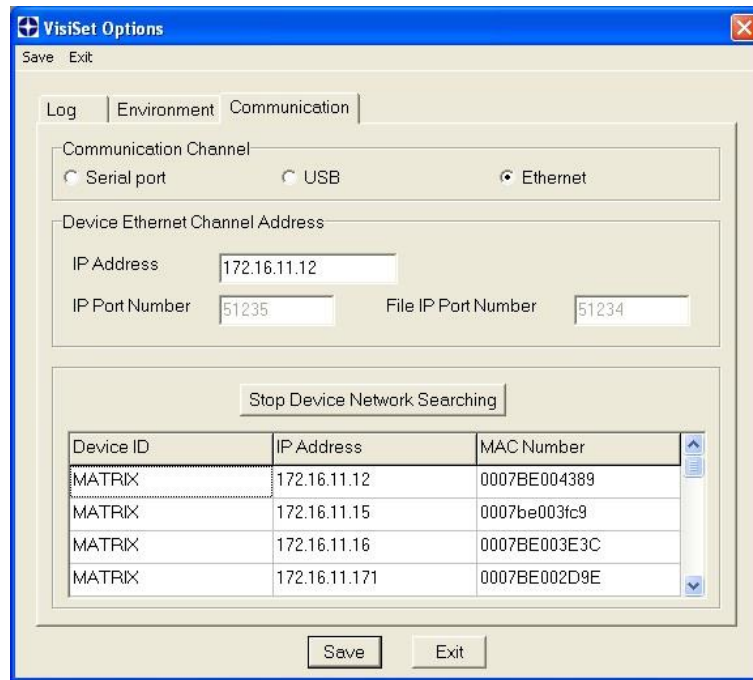 VisiSet Options
Save Exit
Log Environment Communication
Communication Channel
Serial port USB Ethernet
Device Ethernet Channel Address
IP Address 172.16.11.12
IP Port Number 51235 File IP Port Number 51234
Stop Device Network Searching
Device ID IP Address MAC Number
MATRIX 172.16.11.12 0007BE004389
MATRIX 172.16.11.15 0007be003fc9
MATRIX 172.16.11.16 0007BE003E3C
MATRIX 172.16.11.171 0007BE002D9E
Save Exit